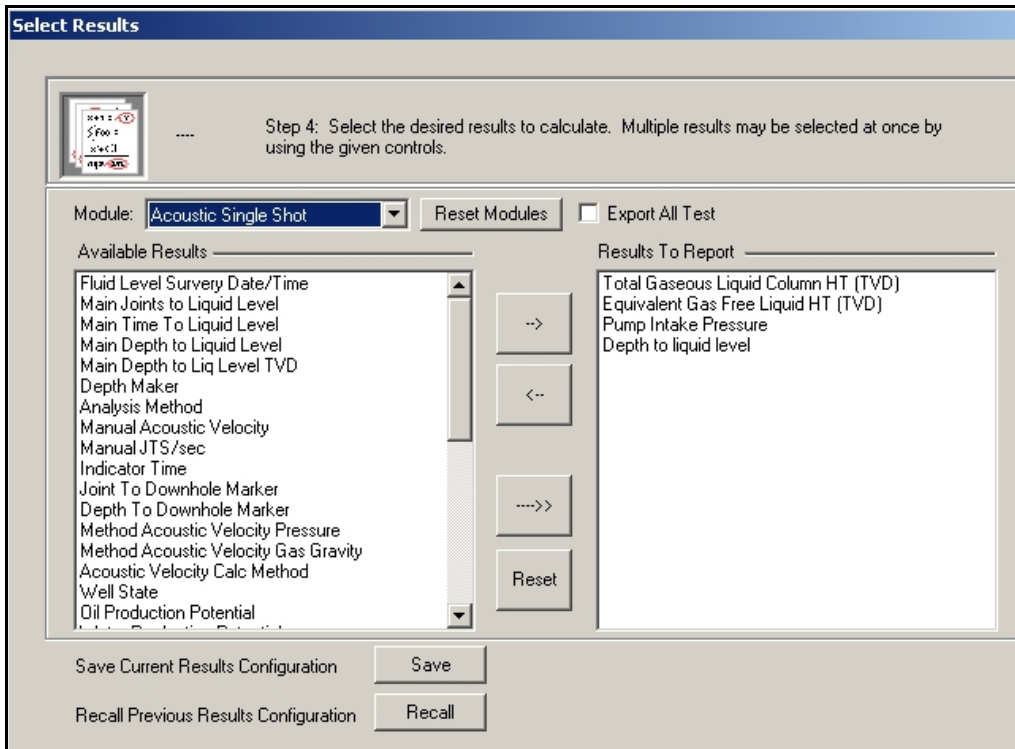 Select Results
----
Step 4: Select the desired results to calculate. Multiple results may be selected at once by
using the given controls.
Module:
Acoustic Single Shot
Reset Modules
Export All Test
Available Results
Fluid Level Survery Date/Time
Main Joints to Liquid Level
Main Time To Liquid Level
Main Depth to Liquid Level
Main Depth to Liq Level TVD
Depth Maker
Analysis Method
Manual Acoustic Velocity
Manual JTS/sec
Indicator Time
Joint To Downhole Marker
Depth To Downhole Marker
Method Acoustic Velocity Pressure
Method Acoustic Velocity Gas Gravity
Acoustic Velocity Calc Method
Well State
Oil Production Potential
-->
<--
---->>
Reset
Results To Report
Total Gaseous Liquid Column HT (TVD)
Equivalent Gas Free Liquid HT (TVD)
Pump Intake Pressure
Depth to liquid level
Save Current Results Configuration
Save
Recall Previous Results Configuration
Recall